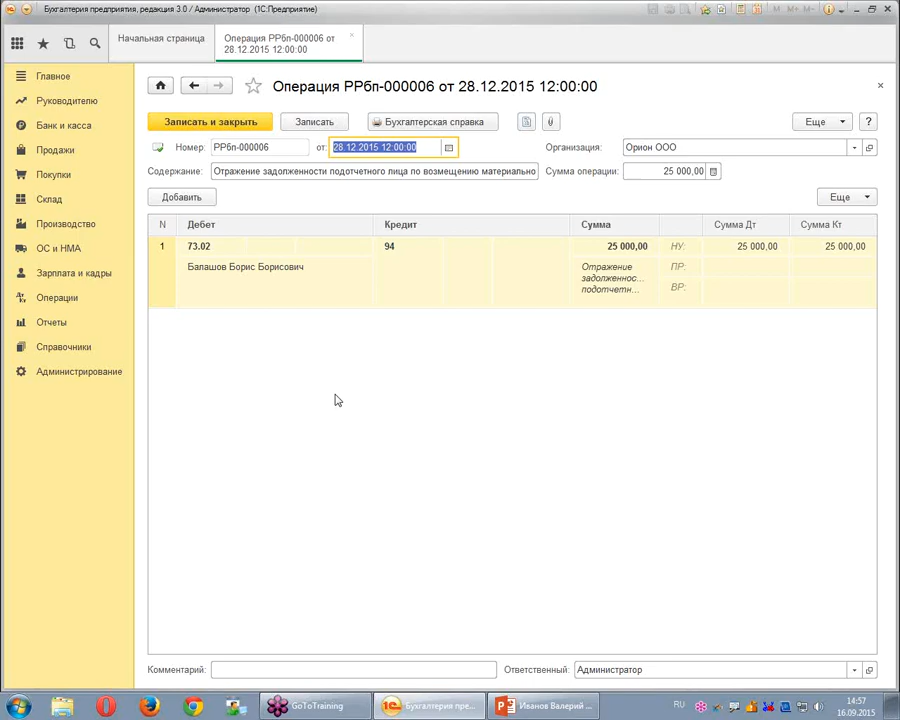 Бухгалтерия предприятия, редакция 3.0 / Администратор (1С:Предприятие)
Начальная страница
Операция РРбп-000006 от 28.12.2015 12:00:00
Главное
Руководителю
Банк и касса
Продажи
Покупки
Склад
Производство
ОС и НМА
Зарплата и кадры
Операции
Отчеты
Справочники
Администрирование
Операция РРбп-000006 от 28.12.2015 12:00:00
Записать и закрыть
Записать
Бухгалтерская справка
Еще
?
Номер: РРбп-000006 от: 28.12.2015 12:00:00 Организация: Орион ООО
Содержание: Отражение задолженности подотчетного лица по возмещению материально Сумма операции: 25 000,00
Добавить
Еще
N Дебет Кредит Сумма Сумма Дт Сумма Кт
1 73.02 94 25 000,00 НУ: 25 000,00 25 000,00
Балашов Борис Борисович Отражение ПР:
задолженнос...
подотчетн... ВР:
Комментарий: Ответственный: Администратор
GoToTraining
Бухгалтерия пре...
Иванов Валерий ...
RU
14:57
16.09.2015